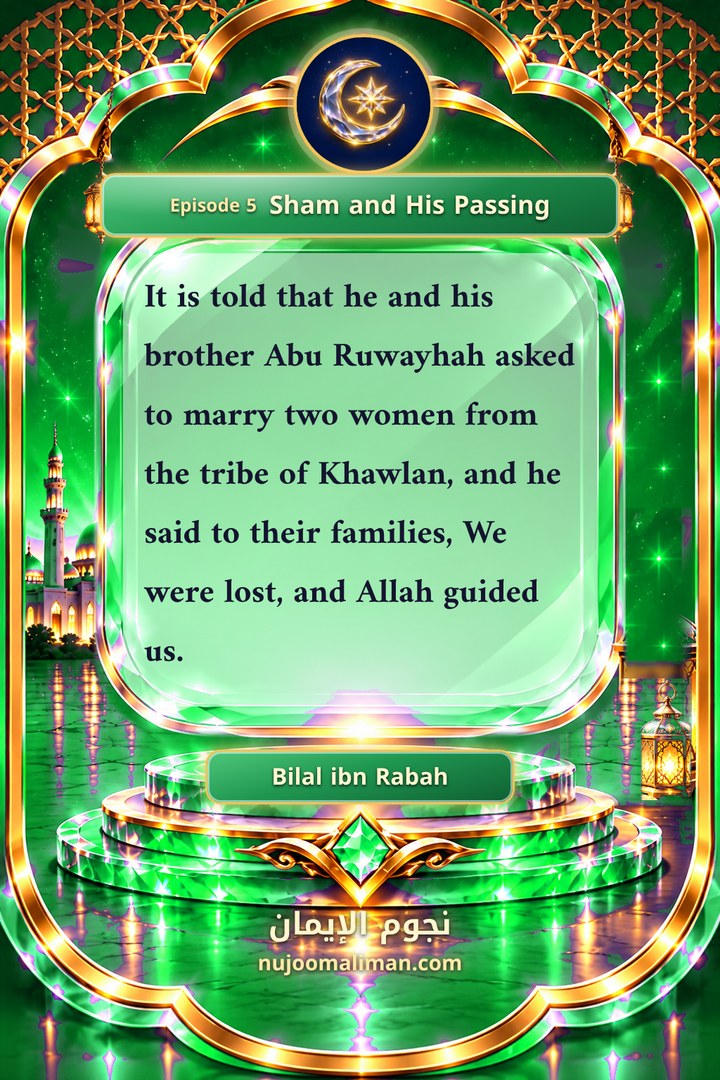 Episode 5 Sham and His Passing
It is told that he and his
brother Abu Ruwayhah asked
to marry two women from
the tribe of Khawlan, and he
said to their families, We
were lost, and Allah guided
us.
Bilal ibn Rabah
نجوم الإيمان
nujoomaliman.com